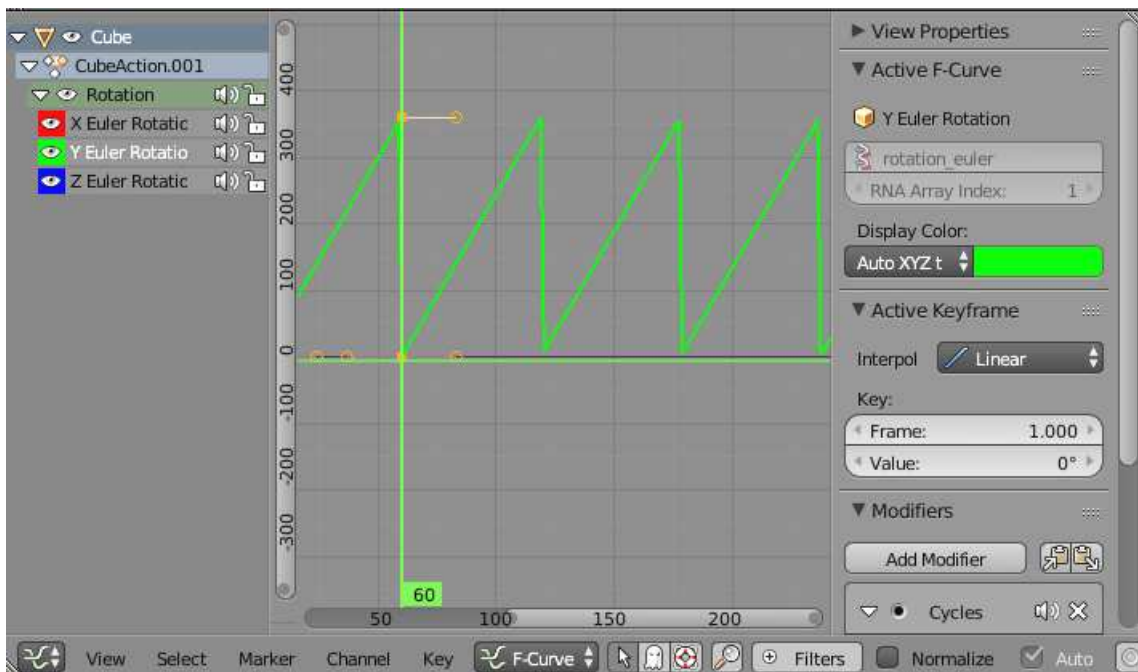 Cube
CubeAction.001
Rotation
X Euler Rotatic
Y Euler Rotatio
Z Euler Rotatic
400
300
200
100
0
-100
-200
-300
60
50 100 150 200
View Properties
Active F-Curve
Y Euler Rotation
rotation_euler
RNA Array Index: 1
Display Color:
Auto XYZ t
Active Keyframe
Interpol Linear
Key:
Frame: 1.000
Value: 0°
Modifiers
Add Modifier
Cycles
View Select Marker Channel Key F-Curve Filters Normalize Auto